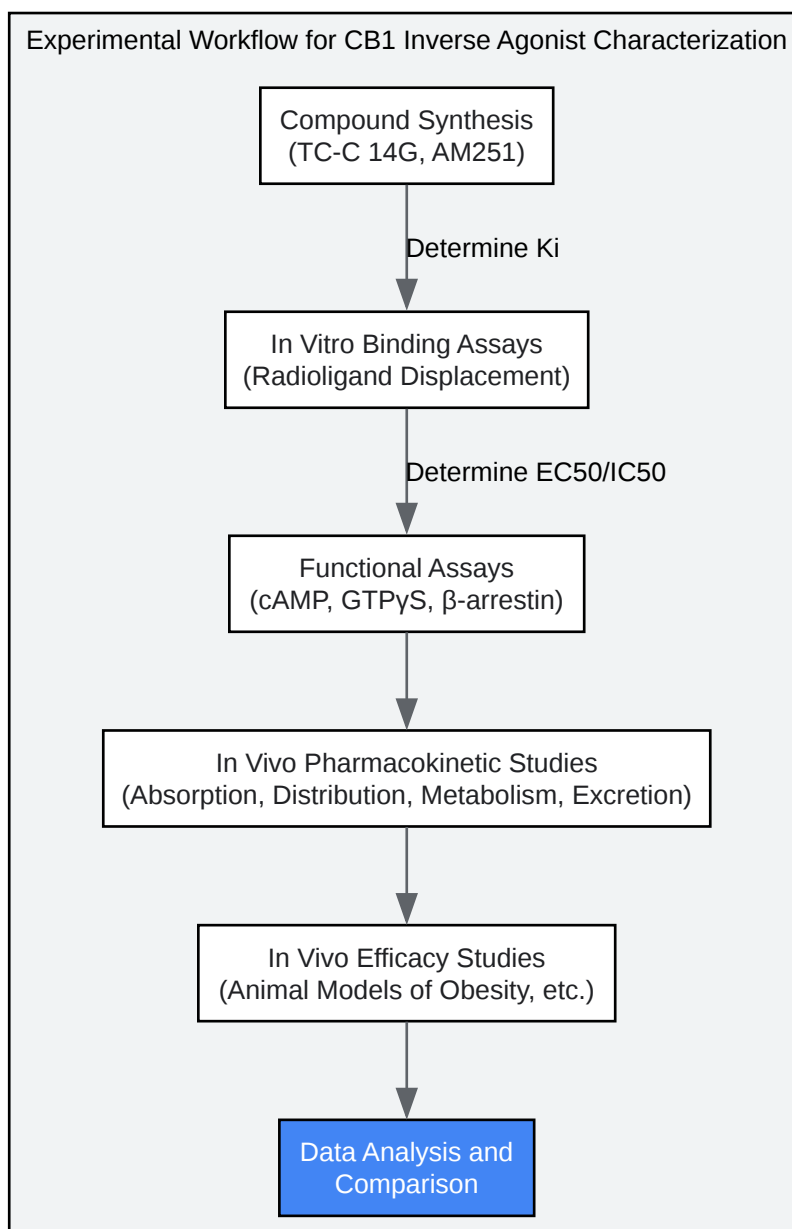 Experimental Workflow for CB1 Inverse Agonist Characterization
Compound Synthesis
(TC-C 14G, AM251)
Determine Ki
In Vitro Binding Assays
(Radioligand Displacement)
Determine EC50/IC50
Functional Assays
(cAMP, GTPγS, β-arrestin)
In Vivo Pharmacokinetic Studies
(Absorption, Distribution, Metabolism, Excretion)
In Vivo Efficacy Studies
(Animal Models of Obesity, etc.)
Data Analysis and
Comparison